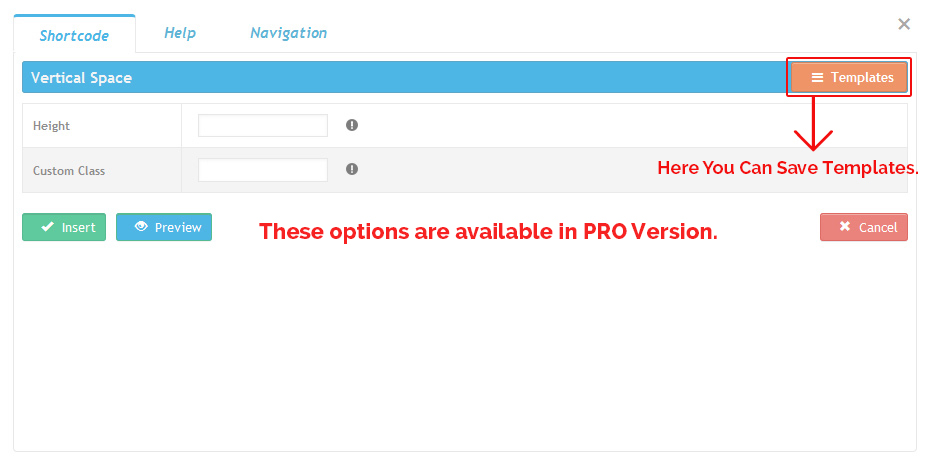 Shortcode Help Navigation
Vertical Space Templates
Height
Custom Class
Here You Can Save Templates.
Insert Preview These options are available in PRO Version. Cancel